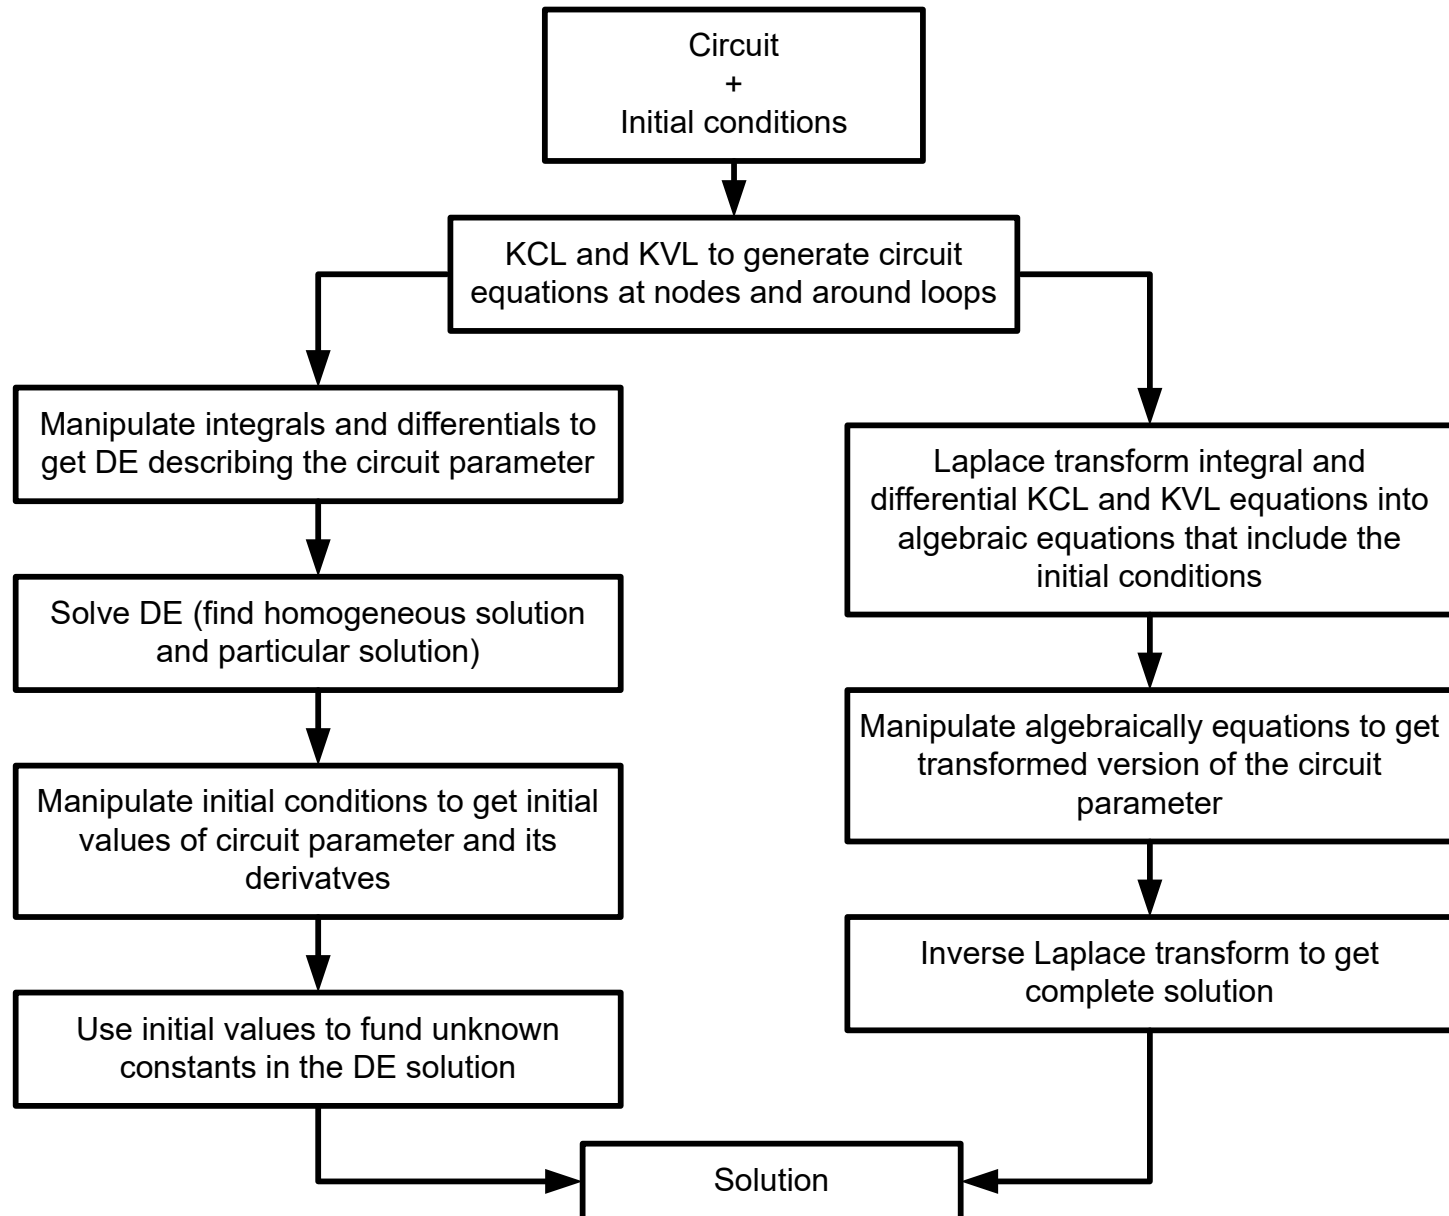 Circuit
+
Initial conditions
KCL and KVL to generate circuit
equations at nodes and around loops
Manipulate integrals and differentials to
get DE describing the circuit parameter
Solve DE (find homogeneous solution
and particular solution)
Manipulate initial conditions to get initial
values of circuit parameter and its
derivatves
Use initial values to fund unknown
constants in the DE solution
Laplace transform integral and
differential KCL and KVL equations into
algebraic equations that include the
initial conditions
Manipulate algebraically equations to get
transformed version of the circuit
parameter
Inverse Laplace transform to get
complete solution
Solution